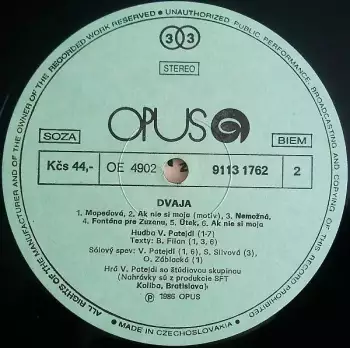 ALL RIGHTS OF THE MANUFACTURER AND OF THE OWNER OF THE RECORDED WORK RESERVED • UNAUTHORIZED PUBLIC PERFORMANCE, BROADCASTING AND COPYING OF THIS RECORD PROHIBITED
33
STEREO
SOZA
OPUS
BIEM
Kčs 44,-
OE 4902
2
9113 1762
2
DVAJA
1. Mopedová, 2. Ak nie si moja (motív), 3. Nemožná,
4. Fontána pre Zuzanu, 5. Útek, 6. Ak nie si moja
Hudba V. Patejdl (1-7)
Texty: B. Filan (1, 3, 6)
Sólový spev: V. Patejdl (1, 6), S. Slivová (3),
O. Záblacká (1)
Hrá V. Patejdl so štúdiovou skupinou
(Nahrávky sú z produkcie SFT
Koliba, Bratislava)
Ⓟ 1986 OPUS
• MADE IN CZECHOSLOVAKIA •